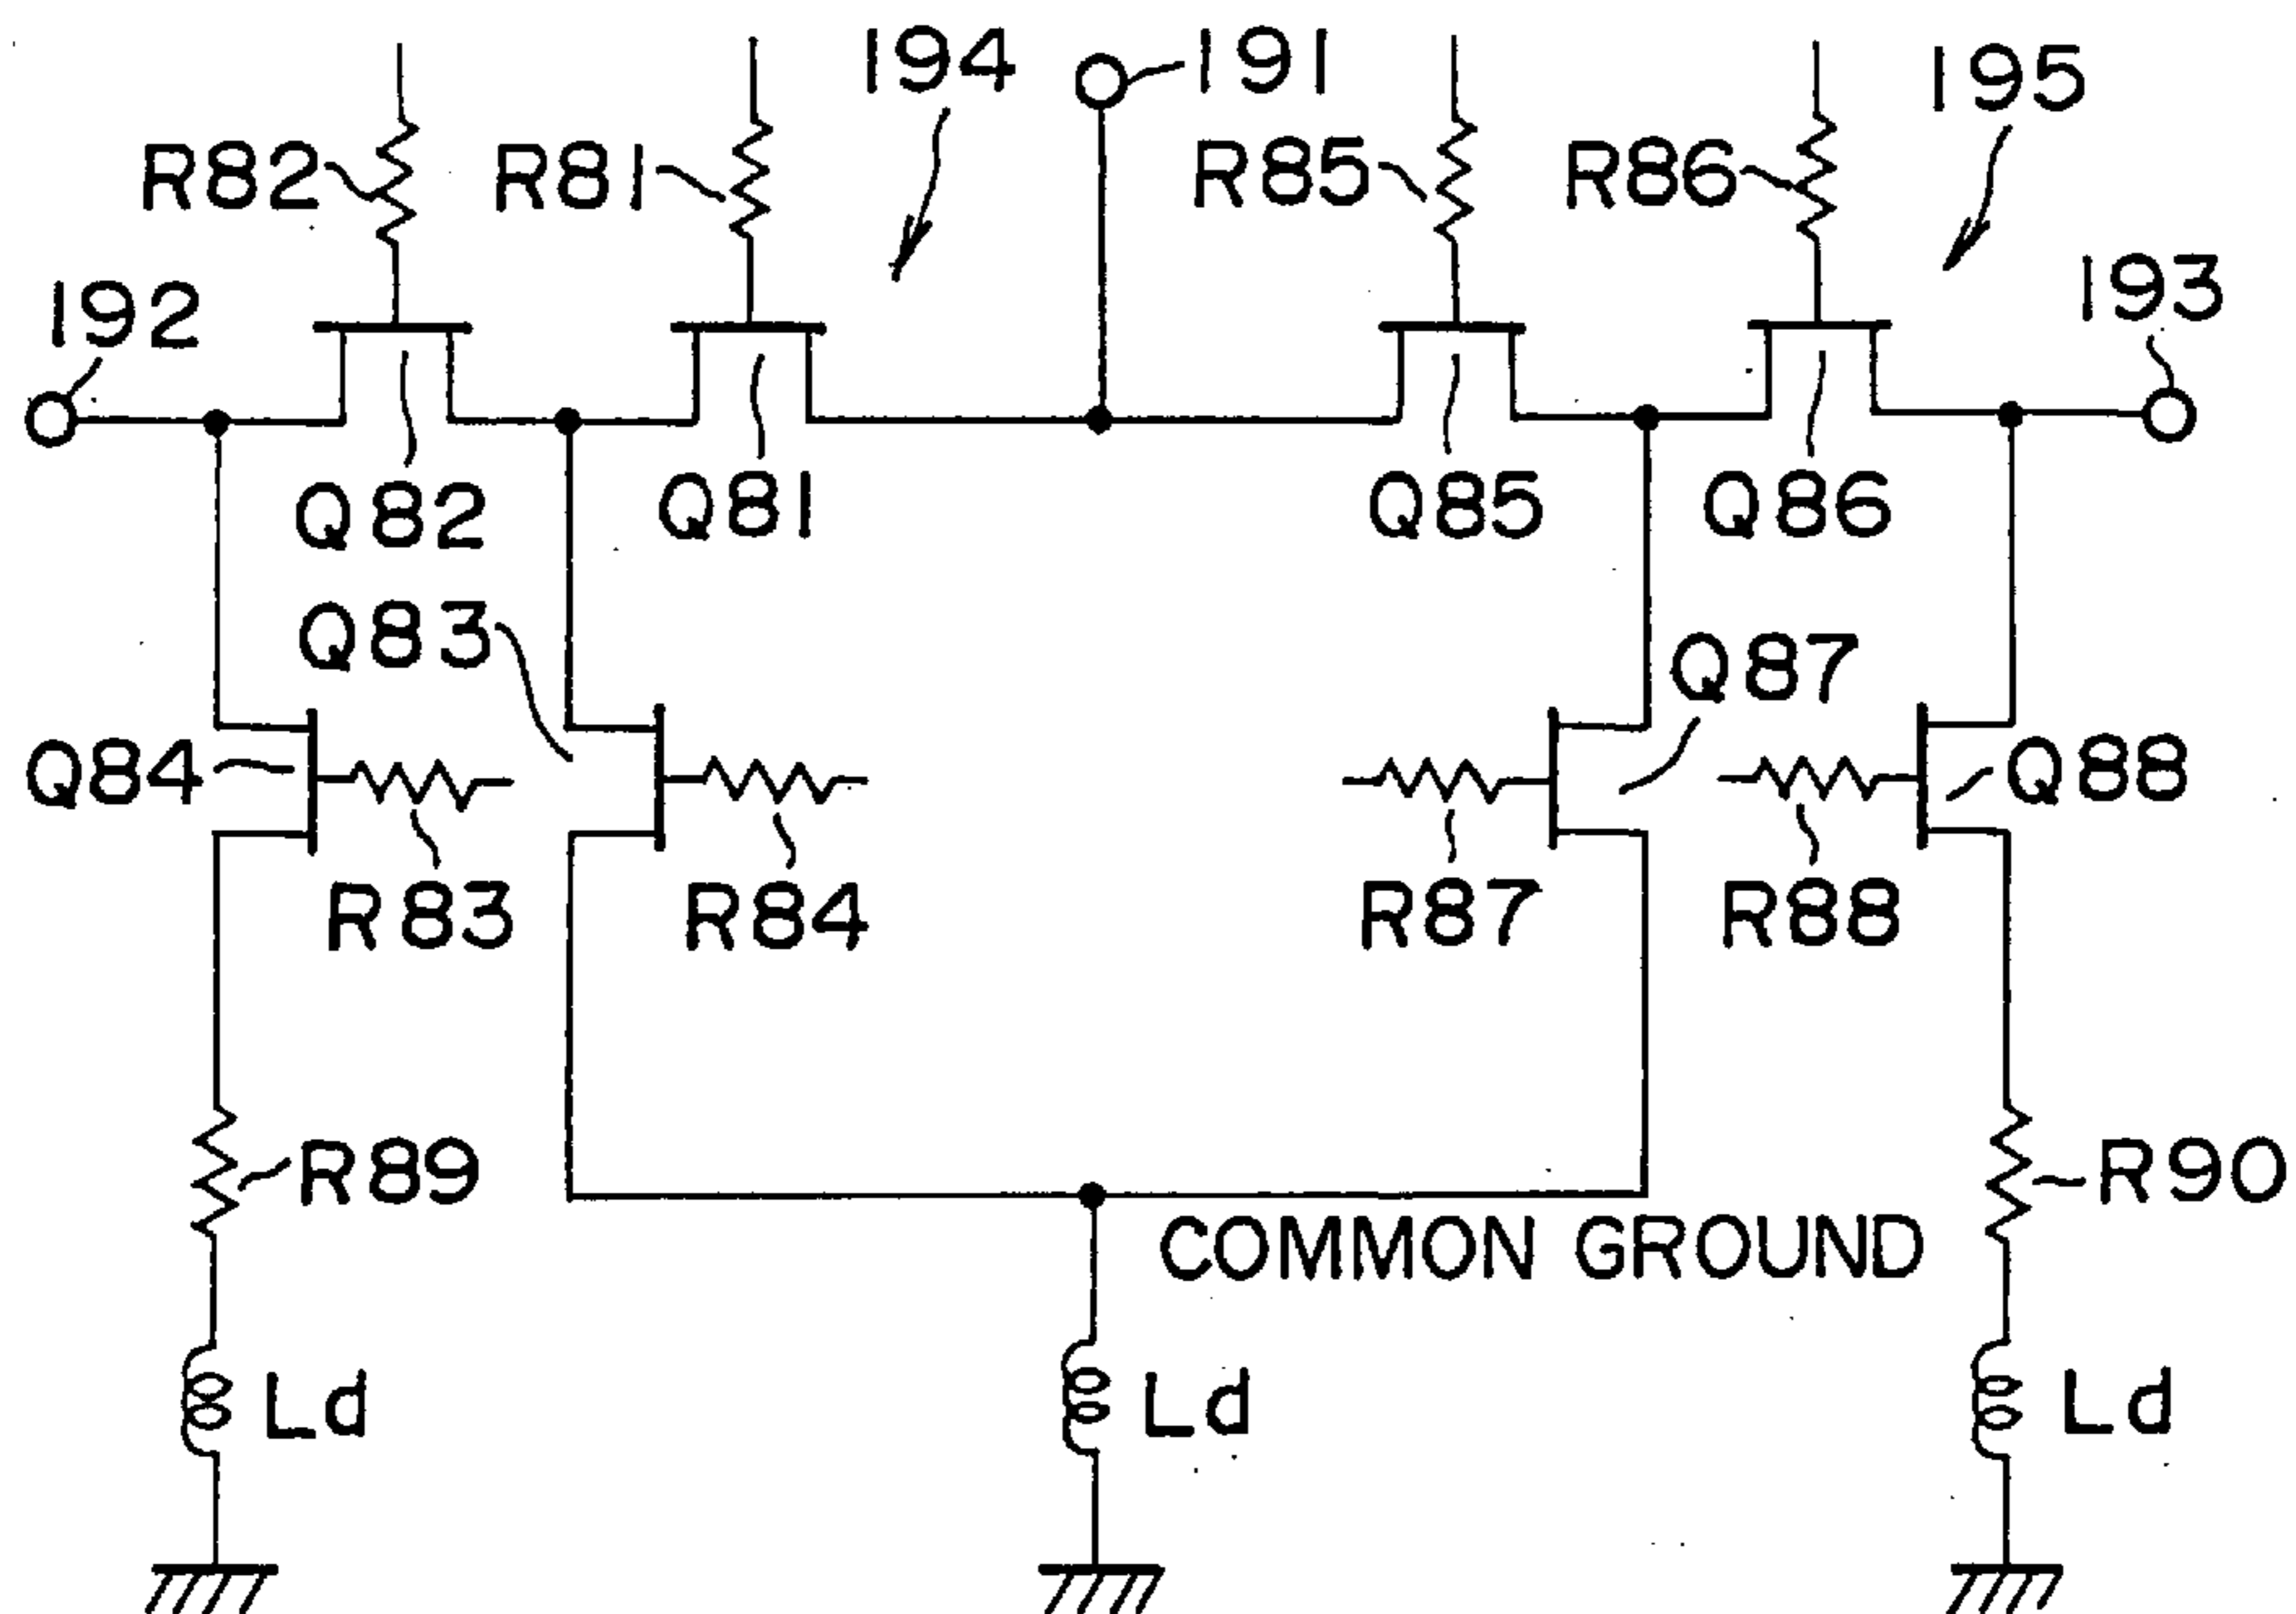 194
191
195
R82
R81
R85
R86
192
193
Q82
Q81
Q85
Q86
Q83
Q87
Q84
Q88
R83
R84
R87
R88
R89
R90
COMMON GROUND
Ld
Ld
Ld